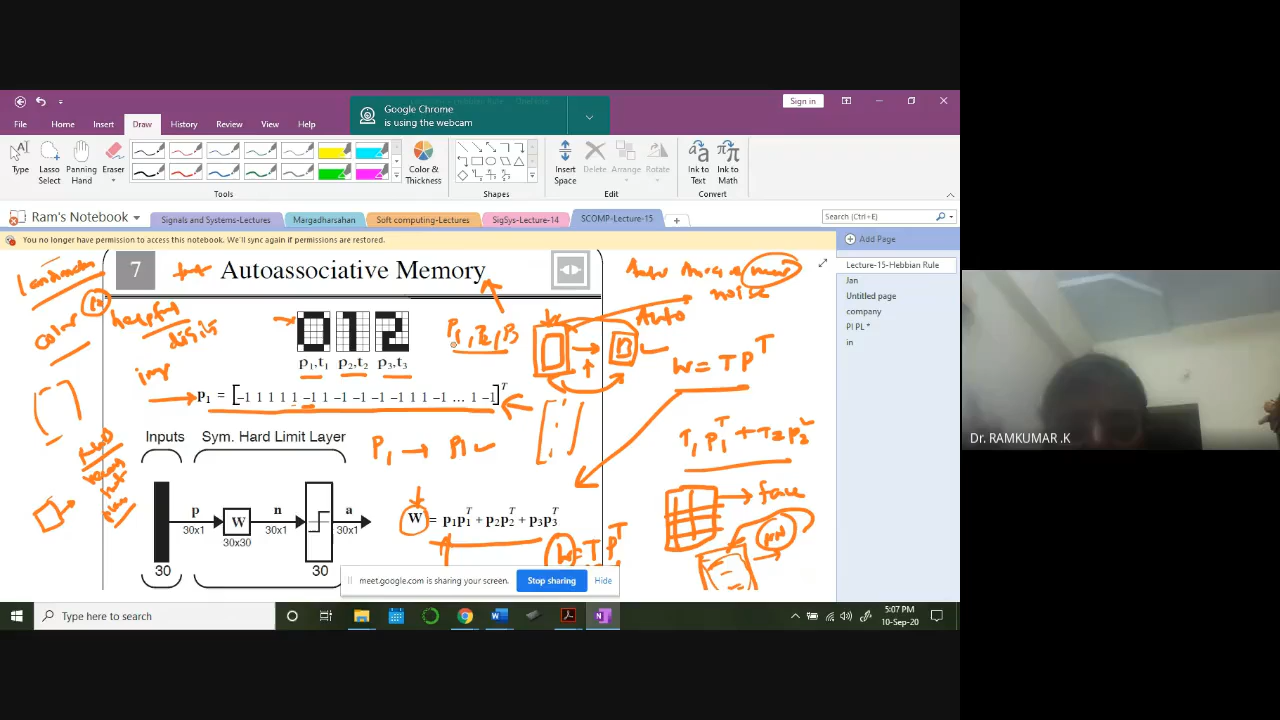 Google Chrome
is using the webcam
Sign in
File Home Insert Draw History Review View Help
Type
Lasso Select
Panning Hand
Eraser
Color & Thickness
Insert Space
Delete
Arrange
Rotate
Ink to Text
Ink to Math
Tools
Shapes
Edit
Convert
Ram's Notebook
Signals and Systems-Lectures
Margadharsahan
Soft computing-Lectures
SigSys-Lecture-14
SCOMP-Lecture-15
Search (Ctrl+E)
You no longer have permission to access this notebook. We'll sync again if permissions are restored.
Add Page
Lecture-15-Hebbian Rule
Jan
Untitled page
company
PI PL *
in
7 Autoassociative Memory
noise
Auto
color
digits
p₁,t₁ p₂,t₂ p₃,t₃
W = T Pᵀ
p₁ = [−1 1 1 1 1 −1 1 −1 −1 −1 −1 1 1 −1 … 1 −1]ᵀ
Inputs Sym. Hard Limit Layer
P₁ → P₁
p
30x1
W
30x30
n
30x1
a
30x1
30
30
W = p₁p₁ᵀ + p₂p₂ᵀ + p₃p₃ᵀ
face
NN
meet.google.com is sharing your screen.
Stop sharing
Hide
Type here to search
5:07 PM
10-Sep-20
Dr. RAMKUMAR .K